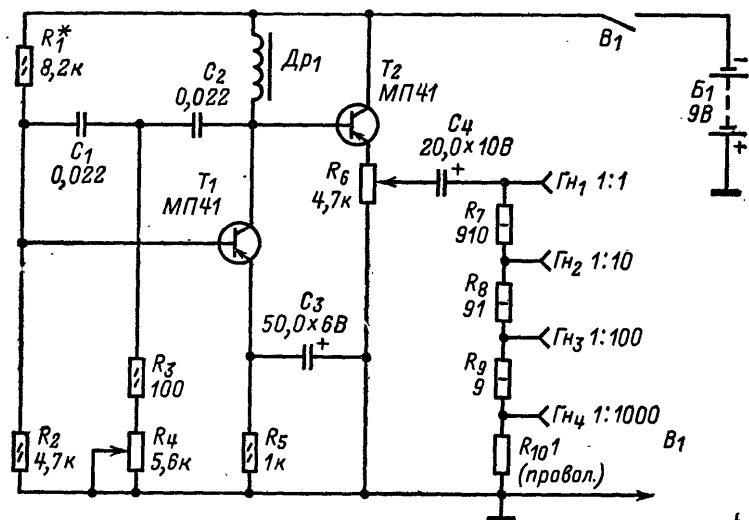 R1*
8,2к
C1
0,022
C2
0,022
Др1
T2
МП41
В1
Б1
9В
−
+
T1
МП41
R6
4,7к
C4
20,0×10В
+
Гн1 1:1
R7
910
Гн2 1:10
R8
91
Гн3 1:100
R9
9
Гн4 1:1000
C3
50,0×6В
+
R3
100
R2
4,7к
R4
5,6к
R5
1к
R10 1
(провол.)
В1